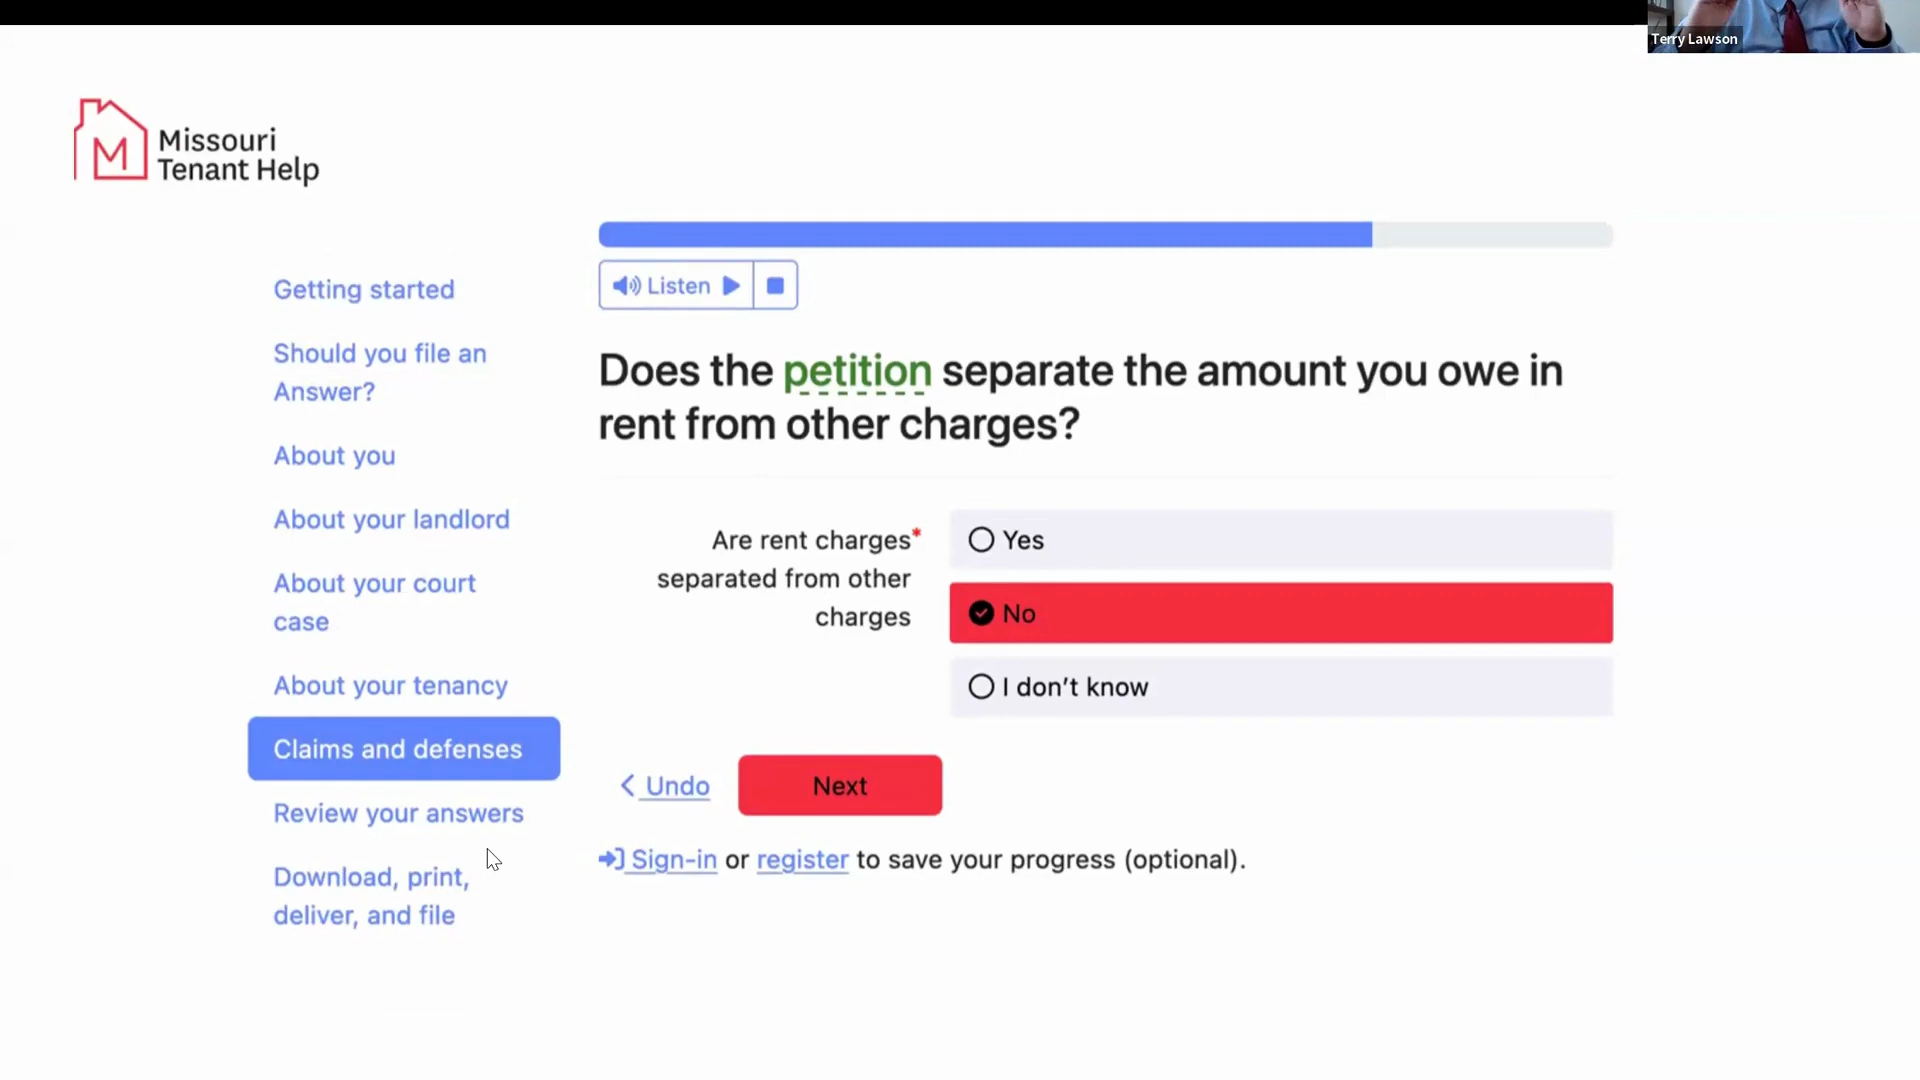 Terry Lawson
M
Missouri
Tenant Help
Getting started
Should you file an
Answer?
About you
About your landlord
About your court
case
About your tenancy
Claims and defenses
Review your answers
Download, print,
deliver, and file
Listen
Does the petition separate the amount you owe in
rent from other charges?
Are rent charges*
separated from other
charges
Yes
No
I don't know
Undo
Next
Sign-in or register to save your progress (optional).